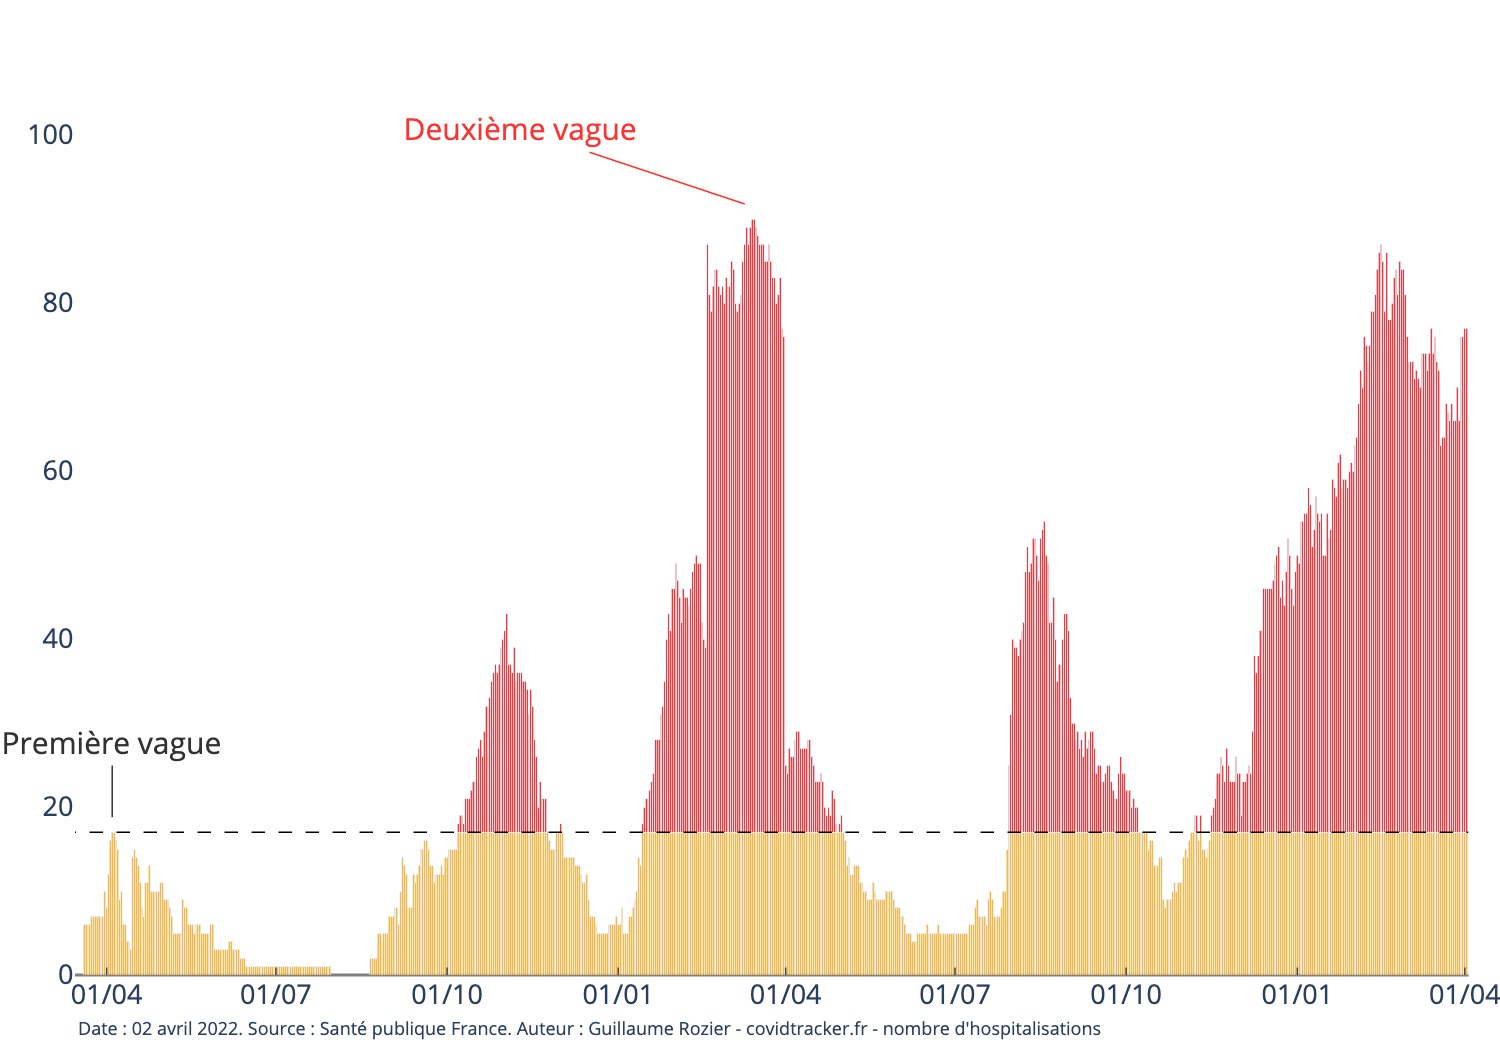 Deuxième vague
100
80
60
40
Première vague
20
0
01/04 01/07 01/10 01/01 01/04 01/07 01/10 01/01 01/04
Date : 02 avril 2022. Source : Santé publique France. Auteur : Guillaume Rozier - covidtracker.fr - nombre d'hospitalisations